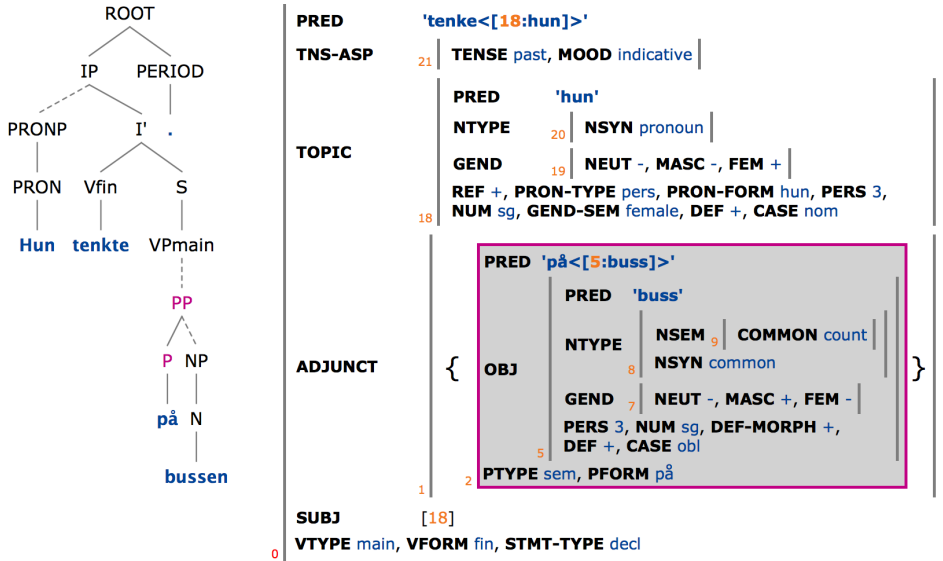 ROOT
IP PERIOD
PRONP I' .
PRON Vfin S
Hun tenkte VPmain
PP
P NP
på N
bussen
PRED 'tenke<[18:hun]>'
TNS-ASP 21 TENSE past, MOOD indicative
PRED 'hun'
NTYPE 20 NSYN pronoun
TOPIC
GEND 19 NEUT -, MASC -, FEM +
REF +, PRON-TYPE pers, PRON-FORM hun, PERS 3,
18 NUM sg, GEND-SEM female, DEF +, CASE nom
PRED 'på<[5:buss]>'
PRED 'buss'
NSEM 9 COMMON count
NTYPE
8 NSYN common
ADJUNCT { OBJ }
GEND 7 NEUT -, MASC +, FEM -
PERS 3, NUM sg, DEF-MORPH +,
5 DEF +, CASE obl
1 2 PTYPE sem, PFORM på
SUBJ [18]
0 VTYPE main, VFORM fin, STMT-TYPE decl